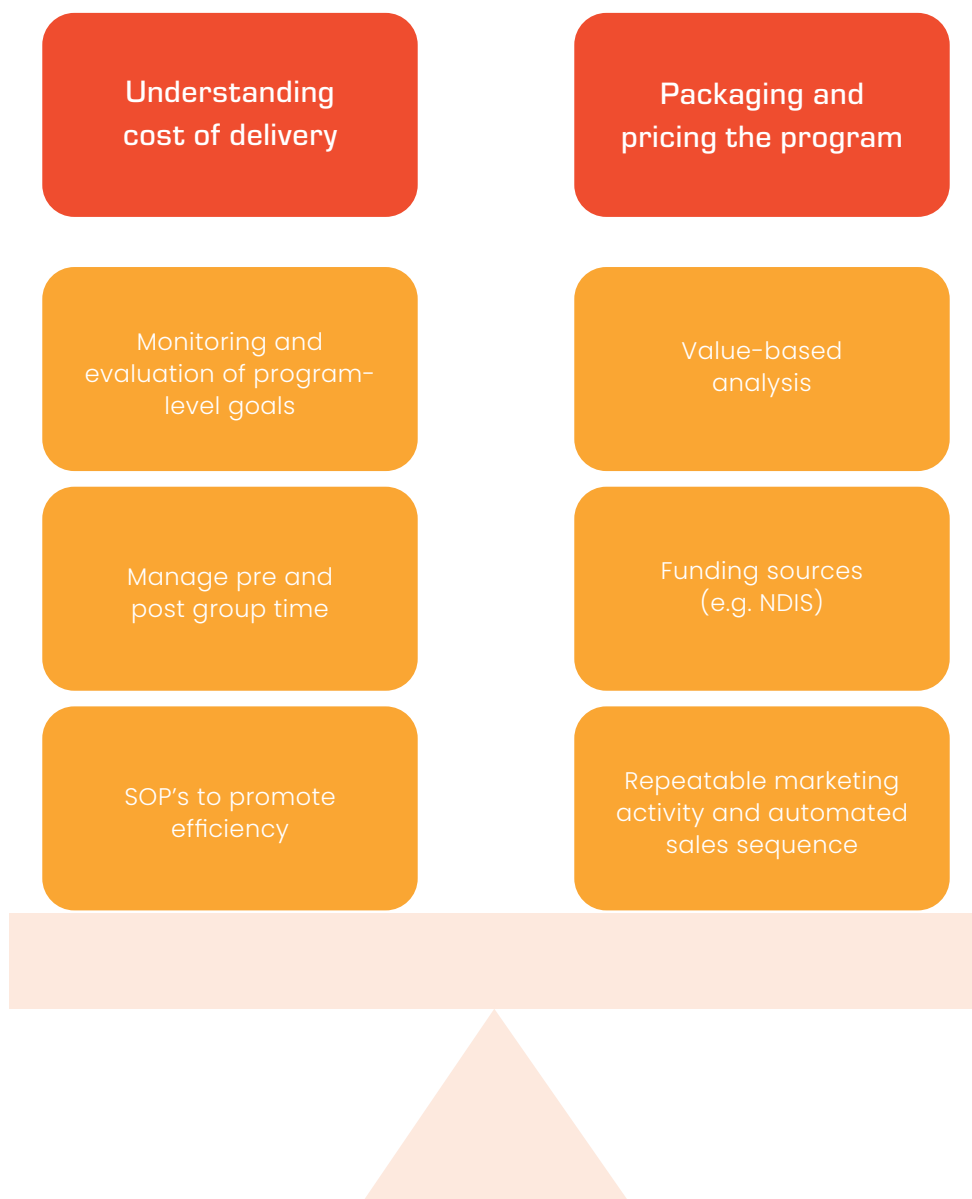 Understanding
cost of delivery
Packaging and
pricing the program
Monitoring and
evaluation of program-
level goals
Value-based
analysis
Manage pre and
post group time
Funding sources
(e.g. NDIS)
SOP's to promote
efficiency
Repeatable marketing
activity and automated
sales sequence